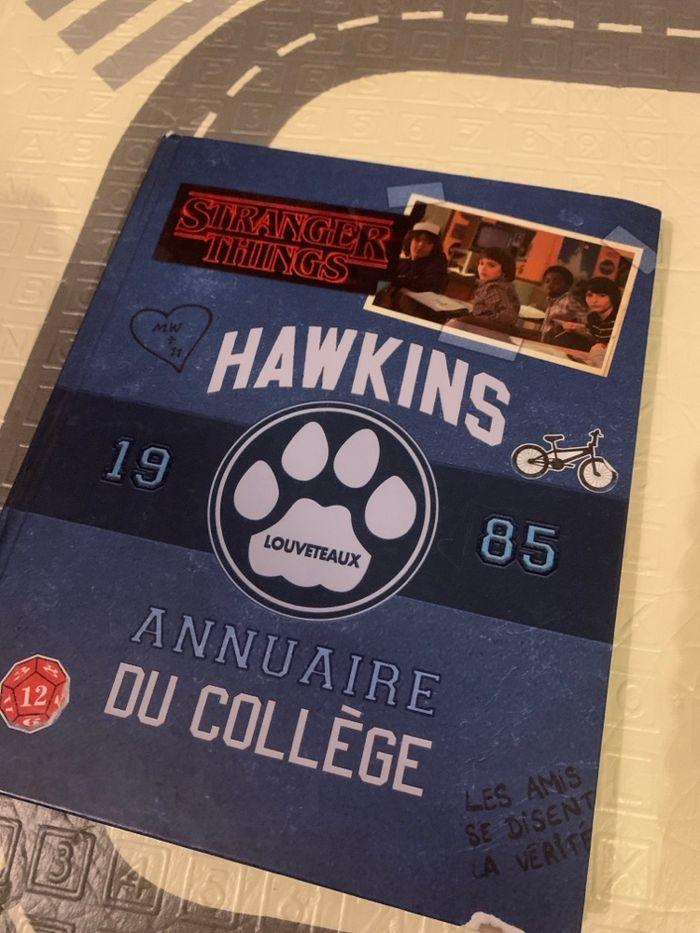 STRANGER
THINGS
MW
+
11
HAWKINS
19
85
LOUVETEAUX
ANNUAIRE
DU COLLÈGE
12
LES AMIS
SE DISENT
LA VÉRITÉ